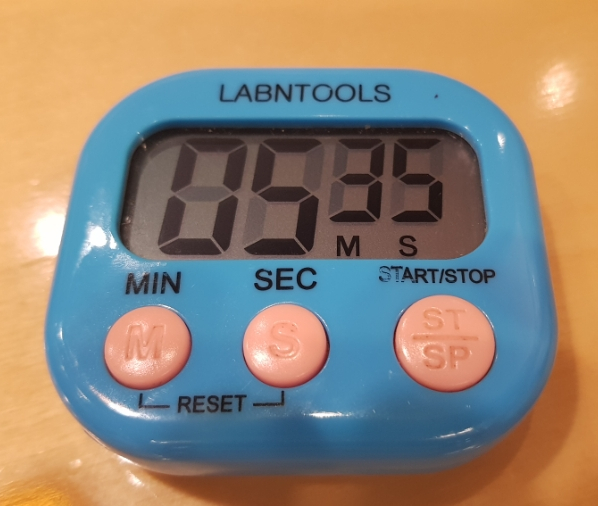 LABNTOOLS
05 35
M S
MIN SEC START/STOP
M S ST
SP
RESET